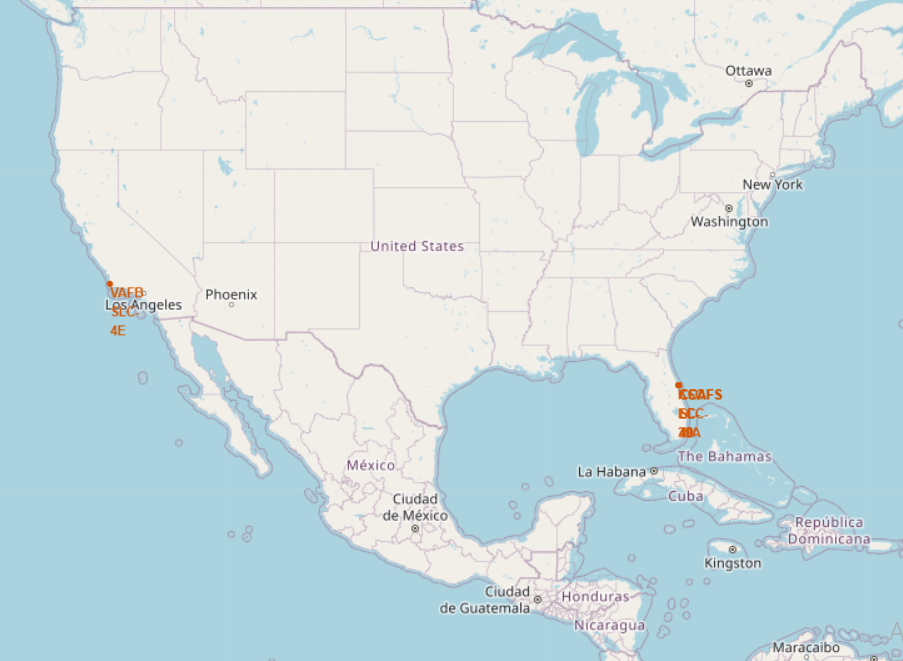 Ottawa
New York
Washington
United States
VAFB
SLC-
4E
Los Angeles
Phoenix
CCAFS
The Bahamas
La Habana
Cuba
México
Ciudad
de México
República
Dominicana
Kingston
Ciudad
de Guatemala
Honduras
Nicaragua
Maracaibo